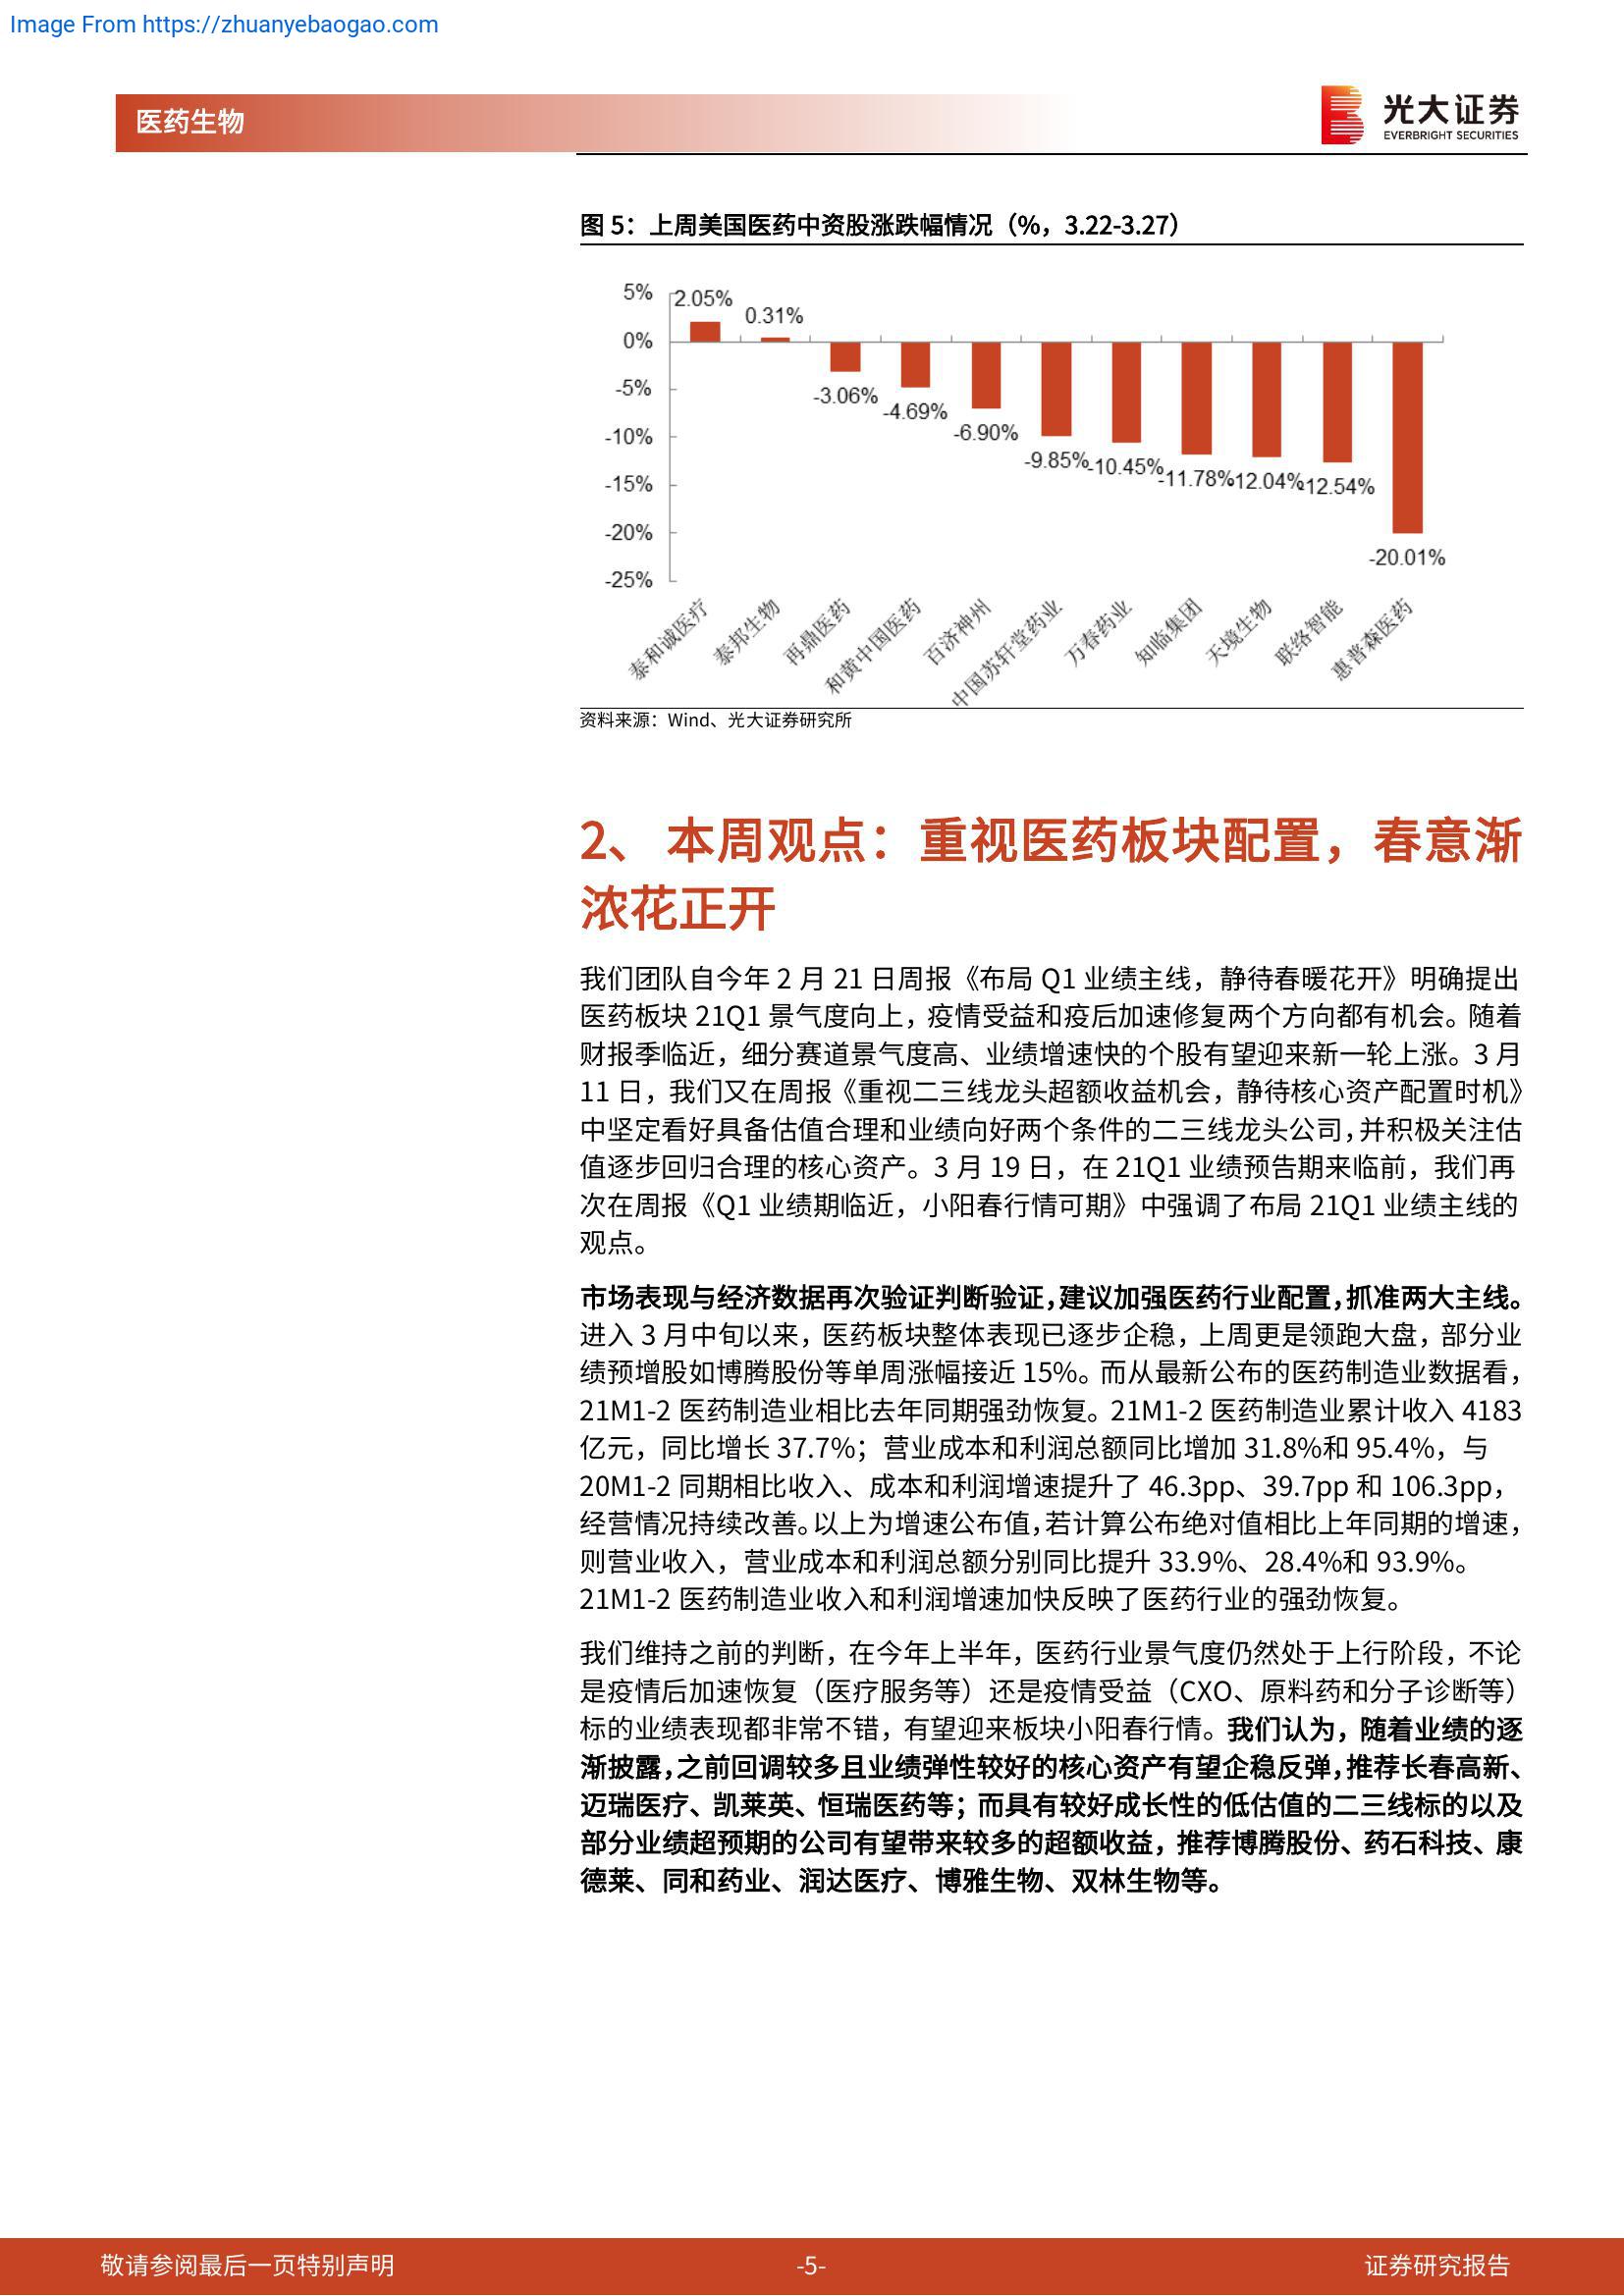 Image From https://zhuanyebaogao.com
医药生物
光大证券
EVERBRIGHT SECURITIES
图 5：上周美国医药中资股涨跌幅情况（%，3.22-3.27）
5%
0%
-5%
-10%
-15%
-20%
-25%
2.05%
0.31%
-3.06%
-4.69%
-6.90%
-9.85%
-10.45%
-11.78%
-12.04%
-12.54%
-20.01%
泰和诚医疗
泰邦生物
再鼎医药
和黄中国医药
百济神州
中国苏轩堂药业
万春药业
知临集团
天境生物
联络智能
惠普森医药
资料来源：Wind、光大证券研究所
2、 本周观点：重视医药板块配置，春意渐
浓花正开
我们团队自今年 2 月 21 日周报《布局 Q1 业绩主线，静待春暖花开》明确提出
医药板块 21Q1 景气度向上，疫情受益和疫后加速修复两个方向都有机会。随着
财报季临近，细分赛道景气度高、业绩增速快的个股有望迎来新一轮上涨。3 月
11 日，我们又在周报《重视二三线龙头超额收益机会，静待核心资产配置时机》
中坚定看好具备估值合理和业绩向好两个条件的二三线龙头公司，并积极关注估
值逐步回归合理的核心资产。3 月 19 日，在 21Q1 业绩预告期来临前，我们再
次在周报《Q1 业绩期临近，小阳春行情可期》中强调了布局 21Q1 业绩主线的
观点。
市场表现与经济数据再次验证判断验证，建议加强医药行业配置，抓准两大主线。
进入 3 月中旬以来，医药板块整体表现已逐步企稳，上周更是领跑大盘，部分业
绩预增股如博腾股份等单周涨幅接近 15%。而从最新公布的医药制造业数据看，
21M1-2 医药制造业相比去年同期强劲恢复。21M1-2 医药制造业累计收入 4183
亿元，同比增长 37.7%；营业成本和利润总额同比增加 31.8%和 95.4%，与
20M1-2 同期相比收入、成本和利润增速提升了 46.3pp、39.7pp 和 106.3pp，
经营情况持续改善。以上为增速公布值，若计算公布绝对值相比上年同期的增速，
则营业收入，营业成本和利润总额分别同比提升 33.9%、28.4%和 93.9%。
21M1-2 医药制造业收入和利润增速加快反映了医药行业的强劲恢复。
我们维持之前的判断，在今年上半年，医药行业景气度仍然处于上行阶段，不论
是疫情后加速恢复（医疗服务等）还是疫情受益（CXO、原料药和分子诊断等）
标的业绩表现都非常不错，有望迎来板块小阳春行情。我们认为，随着业绩的逐
渐披露，之前回调较多且业绩弹性较好的核心资产有望企稳反弹，推荐长春高新、
迈瑞医疗、凯莱英、恒瑞医药等；而具有较好成长性的低估值的二三线标的以及
部分业绩超预期的公司有望带来较多的超额收益，推荐博腾股份、药石科技、康
德莱、同和药业、润达医疗、博雅生物、双林生物等。
敬请参阅最后一页特别声明
-5-
证券研究报告